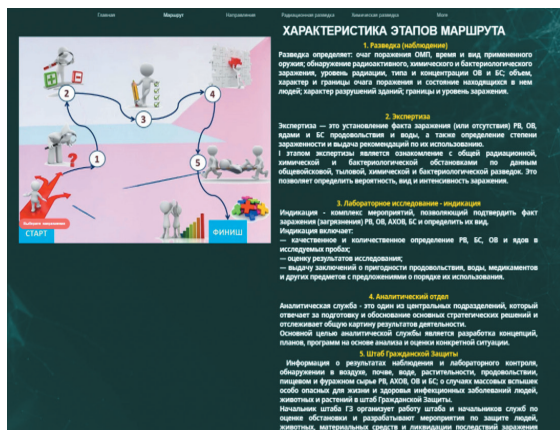 Главная Маршрут Направления Радиационная разведка Химическая разведка Моге
ХАРАКТЕРИСТИКА ЭТАПОВ МАРШРУТА
1. Разведка (наблюдение)
Разведка определяет: очаг поражения ОМП, время и вид примененного
оружия; обнаружение радиоактивного, химического и бактериологического
заражения, уровень радиации, типа и концентрации ОВ и БС; объем,
характер и границы очага поражения и состояние находящихся в нем
людей; характер разрушений зданий; границы и уровень заражения.
2. Экспертиза
Экспертиза — это установление факта заражения (или отсутствия) РВ, ОВ,
ядами и БС продовольствия и воды, а также определение степени
зараженности и выдача рекомендаций по их использованию.
I этапом экспертизы является ознакомление с общей радиационной,
химической и бактериологической обстановками по данным
общевойсковой, тыловой, химической и бактериологической разведок. Это
позволяет определить вероятность, вид и интенсивность заражения.
3. Лабораторное исследование - индикация
Индикация - комплекс мероприятий, позволяющий подтвердить факт
заражения (загрязнения) РВ, ОВ, АХОВ, БС и определить их вид.
Индикация включает:
— качественное и количественное определение РВ, БС, ОВ и ядов в
исследуемых пробах;
— оценку результатов исследования;
— выдачу заключений о пригодности продовольствия, воды, медикаментов
и других предметов с предложениями о порядке их использования.
4. Аналитический отдел
Аналитическая служба - это один из центральных подразделений, который
отвечает за подготовку и обоснование основных стратегических решений и
отслеживает общую картину результатов деятельности.
Основной целью аналитической службы является разработка концепций,
планов, программ на основе анализа и оценки конкретной ситуации.
5. Штаб Гражданской Защиты
Информация о результатах наблюдения и лабораторного контроля,
обнаружении в воздухе, почве, воде, растительности, продовольствии,
пищевом и фуражном сырье РВ, АХОВ, ОВ и БС; о случаях массовых вспышек
особо опасных для жизни и здоровья инфекционных заболеваний людей,
животных и растений в штаб Гражданской Защиты.
Начальник штаба ГЗ организует работу штаба и начальников служб по
оценке обстановки и разрабатывают мероприятия по защите людей,
животных, материальных средств и ликвидации последствий заражения
2
3
4
1
5
СТАРТ
ФИНИШ